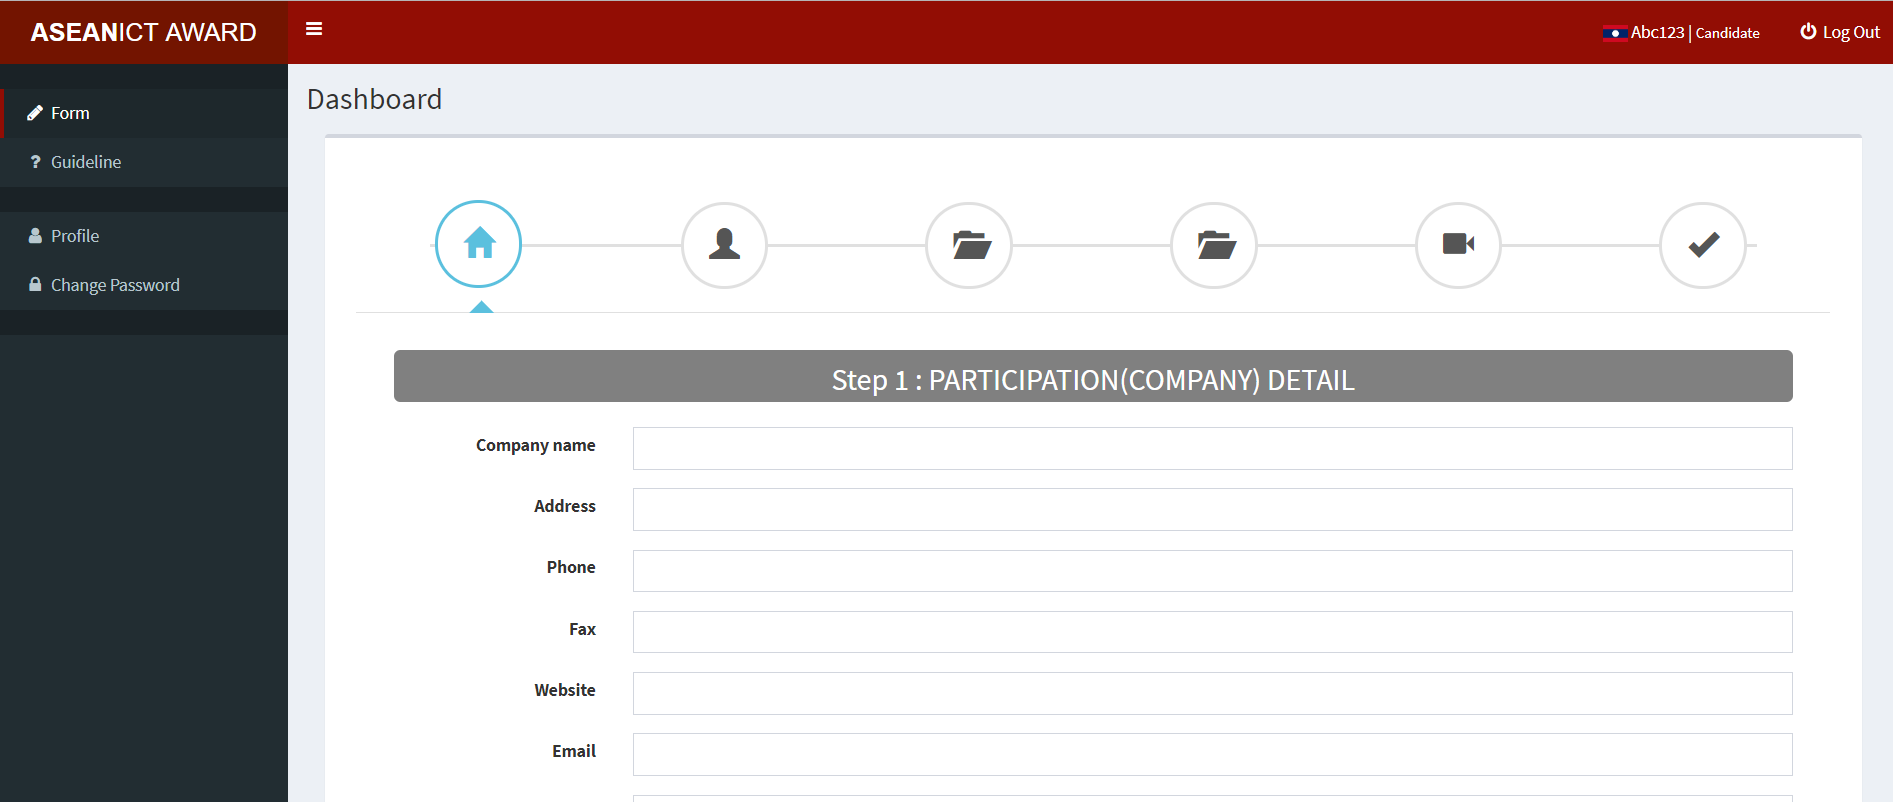 ASEANICT AWARD
Abc123 | Candidate
Log Out
Form
Guideline
Profile
Change Password
Dashboard
Step 1 : PARTICIPATION(COMPANY) DETAIL
Company name
Address
Phone
Fax
Website
Email